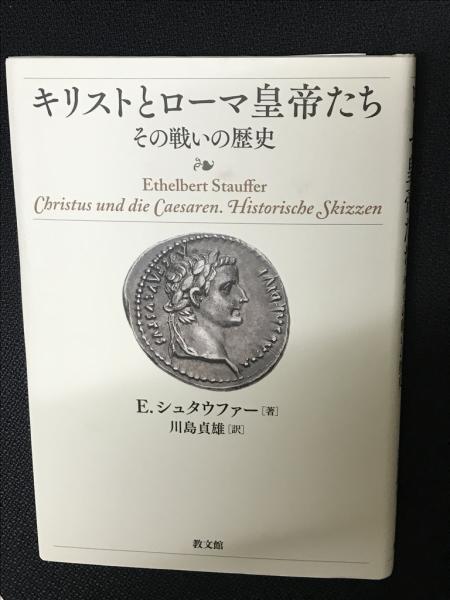 キリストとローマ皇帝たち
その戦いの歴史
Ethelbert Stauffer
Christus und die Caesaren. Historische Skizzen
E. シュタウファー[著]
川島貞雄[訳]
教文館